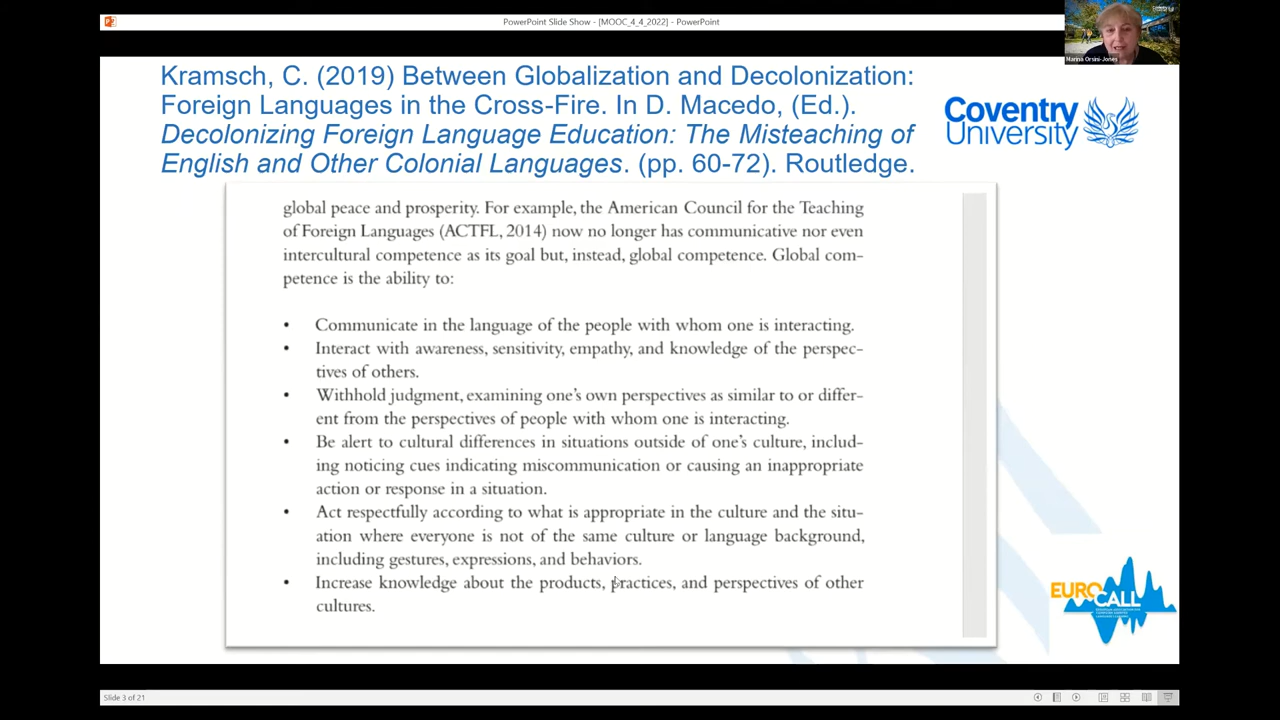 PowerPoint Slide Show - [MOOC_4_4_2022] - PowerPoint
Marina Orsini-Jones
Kramsch, C. (2019) Between Globalization and Decolonization:
Foreign Languages in the Cross-Fire. In D. Macedo, (Ed.).
Decolonizing Foreign Language Education: The Misteaching of
English and Other Colonial Languages. (pp. 60-72). Routledge.
Coventry
University
global peace and prosperity. For example, the American Council for the Teaching
of Foreign Languages (ACTFL, 2014) now no longer has communicative nor even
intercultural competence as its goal but, instead, global competence. Global com-
petence is the ability to:
• Communicate in the language of the people with whom one is interacting.
• Interact with awareness, sensitivity, empathy, and knowledge of the perspec-
tives of others.
• Withhold judgment, examining one's own perspectives as similar to or differ-
ent from the perspectives of people with whom one is interacting.
• Be alert to cultural differences in situations outside of one's culture, includ-
ing noticing cues indicating miscommunication or causing an inappropriate
action or response in a situation.
• Act respectfully according to what is appropriate in the culture and the situ-
ation where everyone is not of the same culture or language background,
including gestures, expressions, and behaviors.
• Increase knowledge about the products, practices, and perspectives of other
cultures.
EUROCALL
Slide 3 of 21